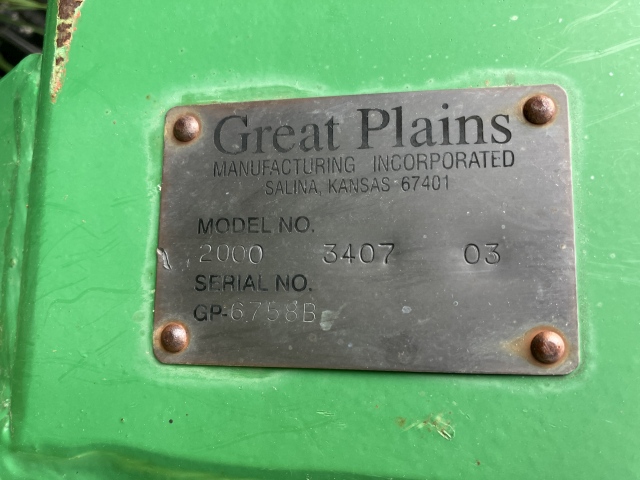 Great Plains
MANUFACTURING INCORPORATED
SALINA, KANSAS 67401
MODEL NO.
2000 3407 03
SERIAL NO.
GP-6758B